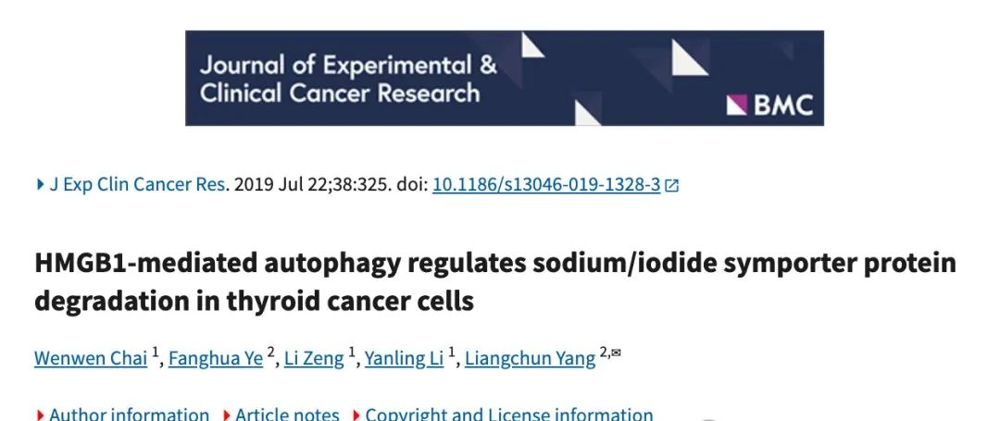 Journal of Experimental &
Clinical Cancer Research
BMC
J Exp Clin Cancer Res. 2019 Jul 22;38:325. doi: 10.1186/s13046-019-1328-3
HMGB1-mediated autophagy regulates sodium/iodide symporter protein
degradation in thyroid cancer cells
Wenwen Chai 1, Fanghua Ye 2, Li Zeng 1, Yanling Li 1, Liangchun Yang 2,✉
Author information Article notes Copyright and License information